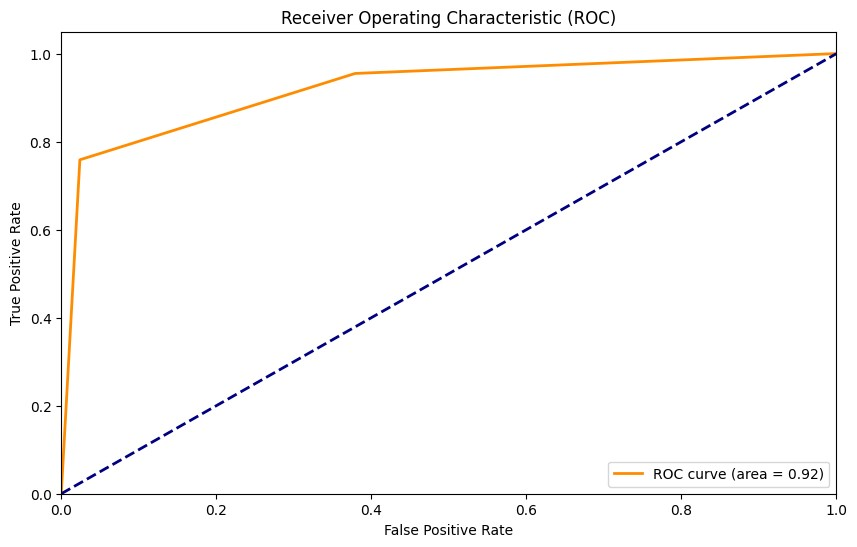 Receiver Operating Characteristic (ROC)
True Positive Rate
1.0
0.8
0.6
0.4
0.2
0.0
ROC curve (area = 0.92)
0.0 0.2 0.4 0.6 0.8 1.0
False Positive Rate